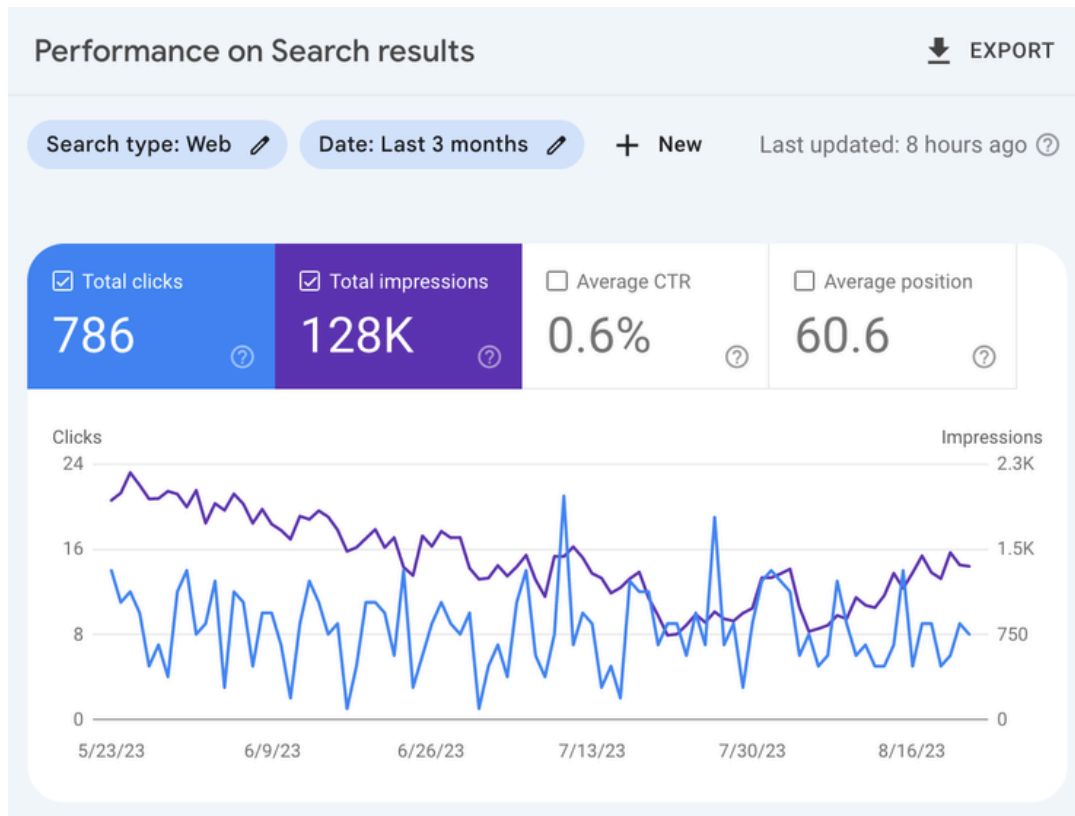 Performance on Search results
EXPORT
Search type: Web
Date: Last 3 months
+ New
Last updated: 8 hours ago
Total clicks
786
Total impressions
128K
Average CTR
0.6%
Average position
60.6
Clicks
Impressions
24
2.3K
16
1.5K
8
750
0
0
5/23/23
6/9/23
6/26/23
7/13/23
7/30/23
8/16/23